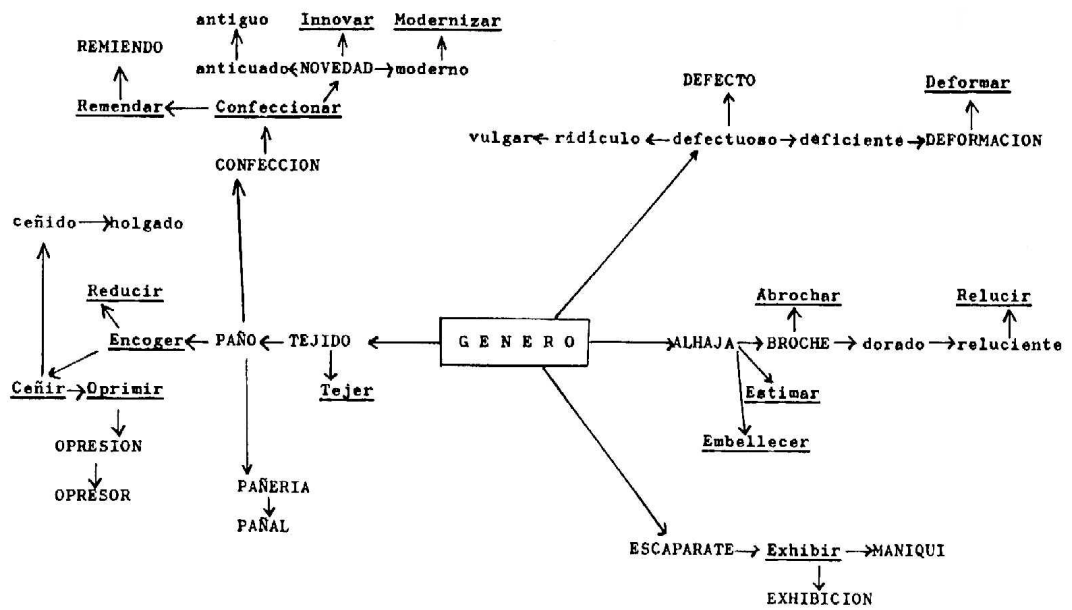 antiguo Innovar Modernizar
REMIENDO
anticuado NOVEDAD moderno
DEFECTO Deformar
Remendar Confeccionar
vulgar ridículo defectuoso deficiente DEFORMACION
CONFECCION
ceñido holgado
Reducir Abrochar Relucir
Encoger PAÑO TEJIDO GENERO ALHAJA BROCHE dorado reluciente
Ceñir Oprimir Tejer Estimar
OPRESION Embellecer
OPRESOR PAÑERIA
PAÑAL
ESCAPARATE Exhibir MANIQUI
EXHIBICION